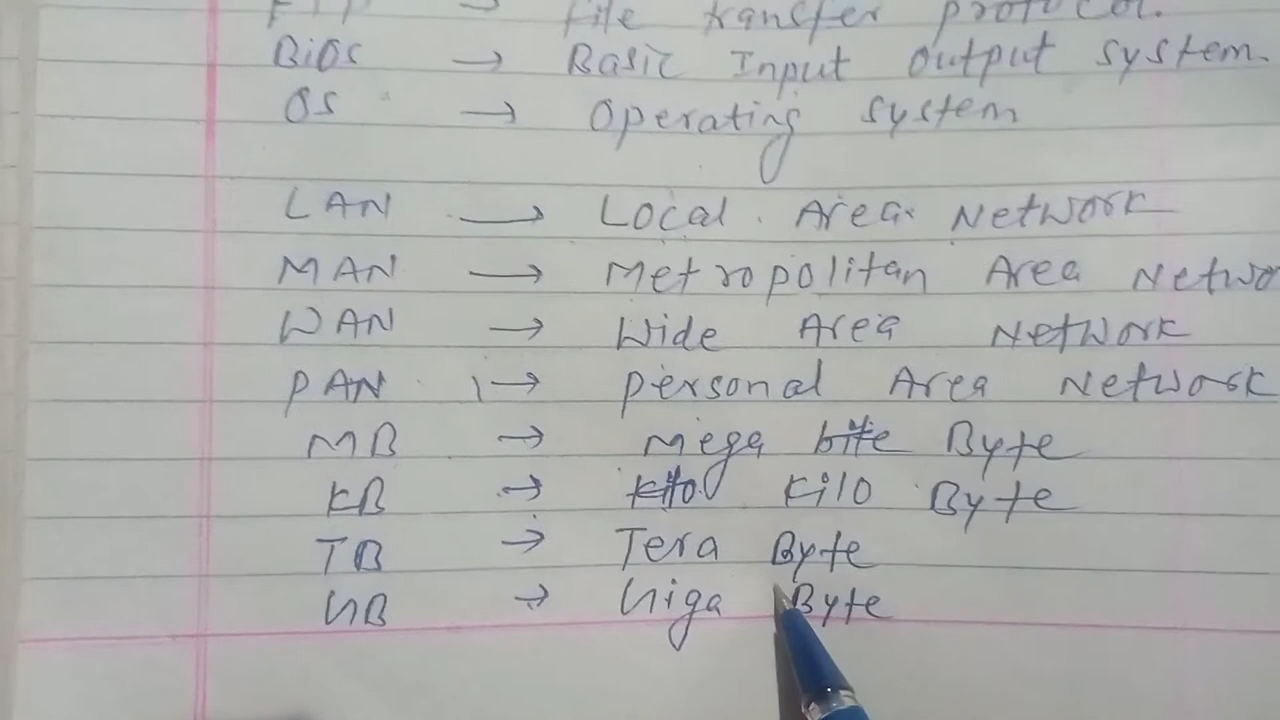 FTP → File transfer protocol.
BiOS → Basic Input Output system.
OS → Operating system
LAN → Local Area Network
MAN → Metropolitan Area Netwo
WAN → Wide Area Network
PAN → Personal Area Network
MB → Mega bite Byte
KB → Kilo Kilo Byte
TB → Tera Byte
GB → Giga Byte